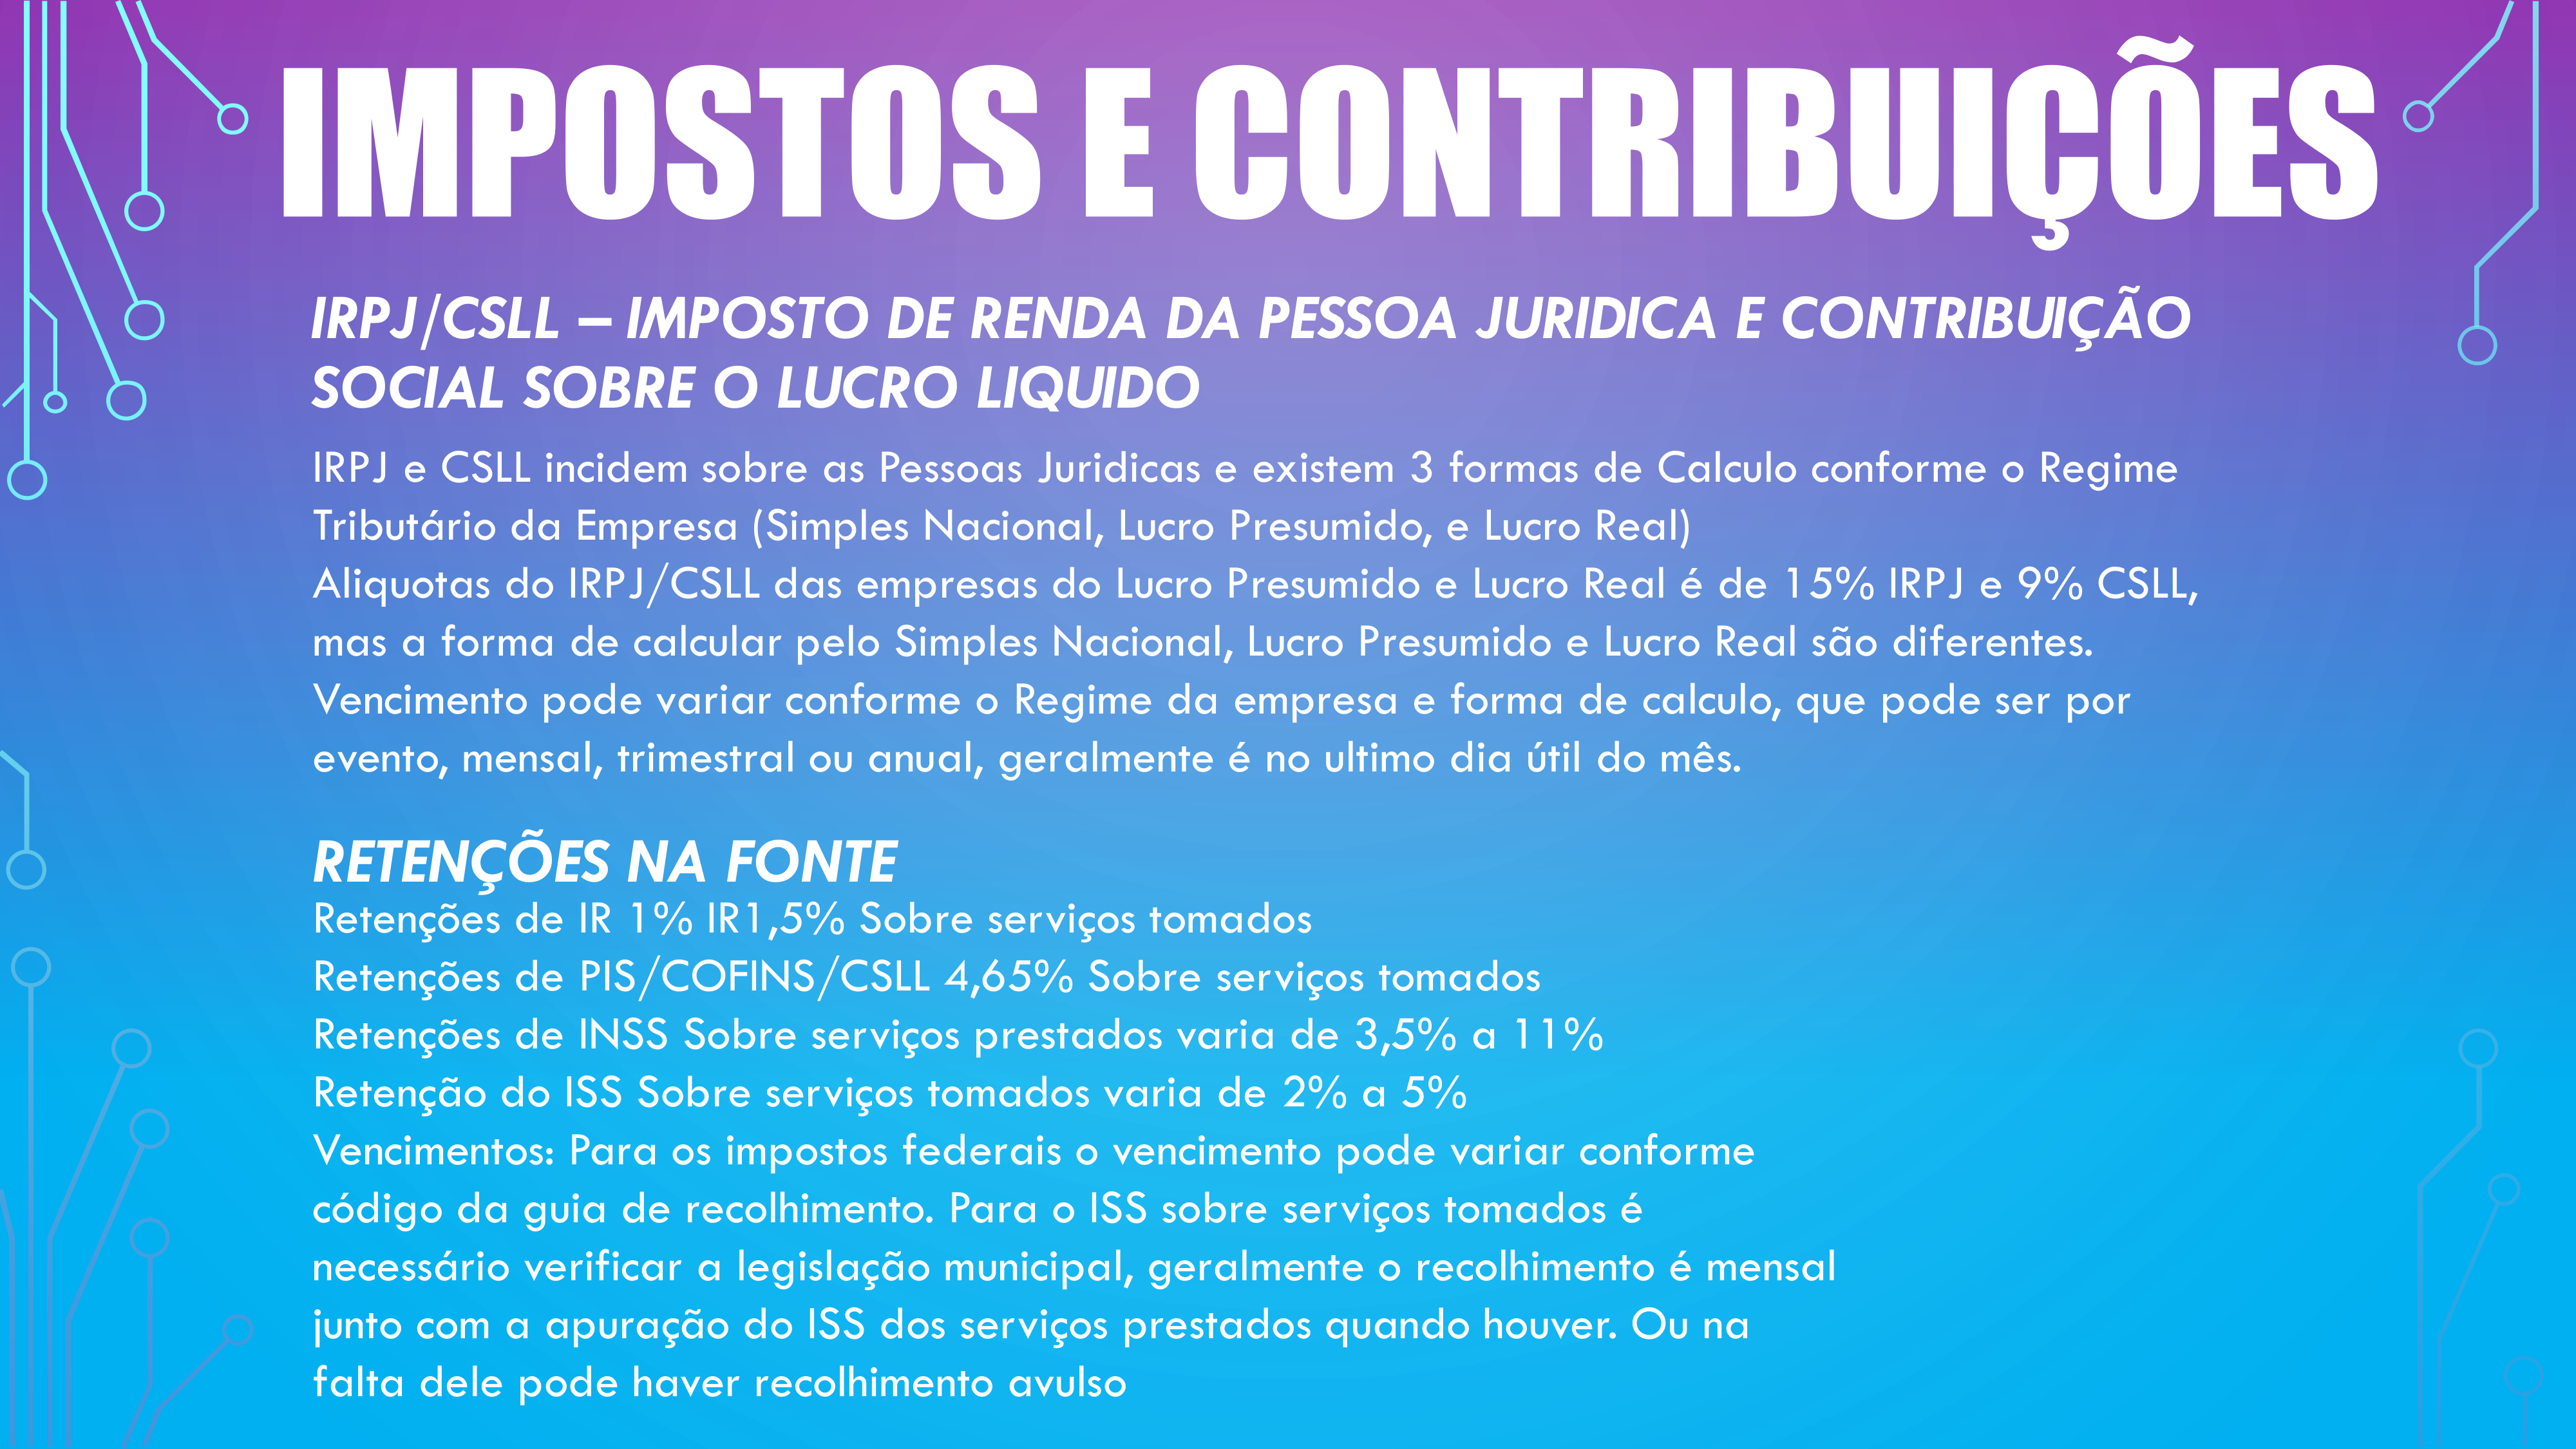 IMPOSTOS E CONTRIBUIÇÕES
IRPJ/CSLL – IMPOSTO DE RENDA DA PESSOA JURIDICA E CONTRIBUIÇÃO
SOCIAL SOBRE O LUCRO LIQUIDO
IRPJ e CSLL incidem sobre as Pessoas Juridicas e existem 3 formas de Calculo conforme o Regime
Tributário da Empresa (Simples Nacional, Lucro Presumido, e Lucro Real)
Aliquotas do IRPJ/CSLL das empresas do Lucro Presumido e Lucro Real é de 15% IRPJ e 9% CSLL,
mas a forma de calcular pelo Simples Nacional, Lucro Presumido e Lucro Real são diferentes.
Vencimento pode variar conforme o Regime da empresa e forma de calculo, que pode ser por
evento, mensal, trimestral ou anual, geralmente é no ultimo dia útil do mês.
RETENÇÕES NA FONTE
Retenções de IR 1% IR1,5% Sobre serviços tomados
Retenções de PIS/COFINS/CSLL 4,65% Sobre serviços tomados
Retenções de INSS Sobre serviços prestados varia de 3,5% a 11%
Retenção do ISS Sobre serviços tomados varia de 2% a 5%
Vencimentos: Para os impostos federais o vencimento pode variar conforme
código da guia de recolhimento. Para o ISS sobre serviços tomados é
necessário verificar a legislação municipal, geralmente o recolhimento é mensal
junto com a apuração do ISS dos serviços prestados quando houver. Ou na
falta dele pode haver recolhimento avulso